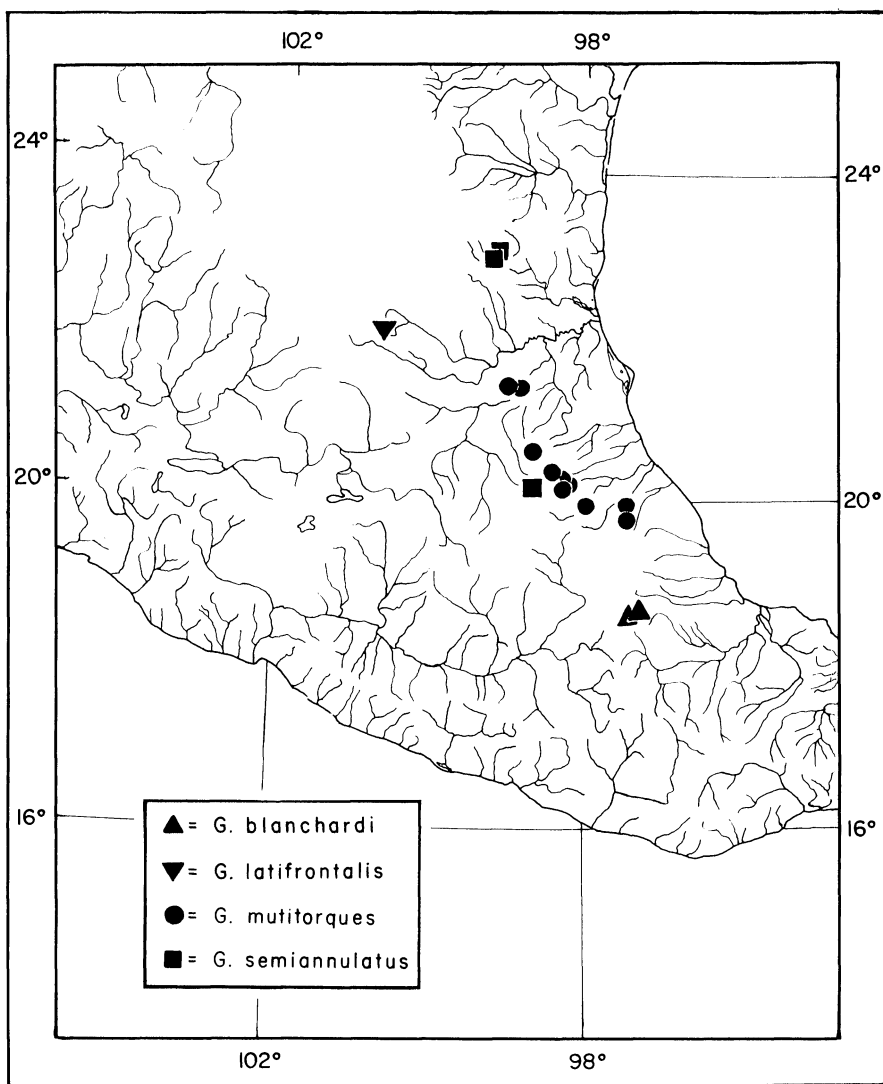 102° 98°
24° 24°
20° 20°
16° 16°
▲ = G. blanchardi
▼ = G. latifrontalis
● = G. mutitorques
■ = G. semiannulatus
102° 98°